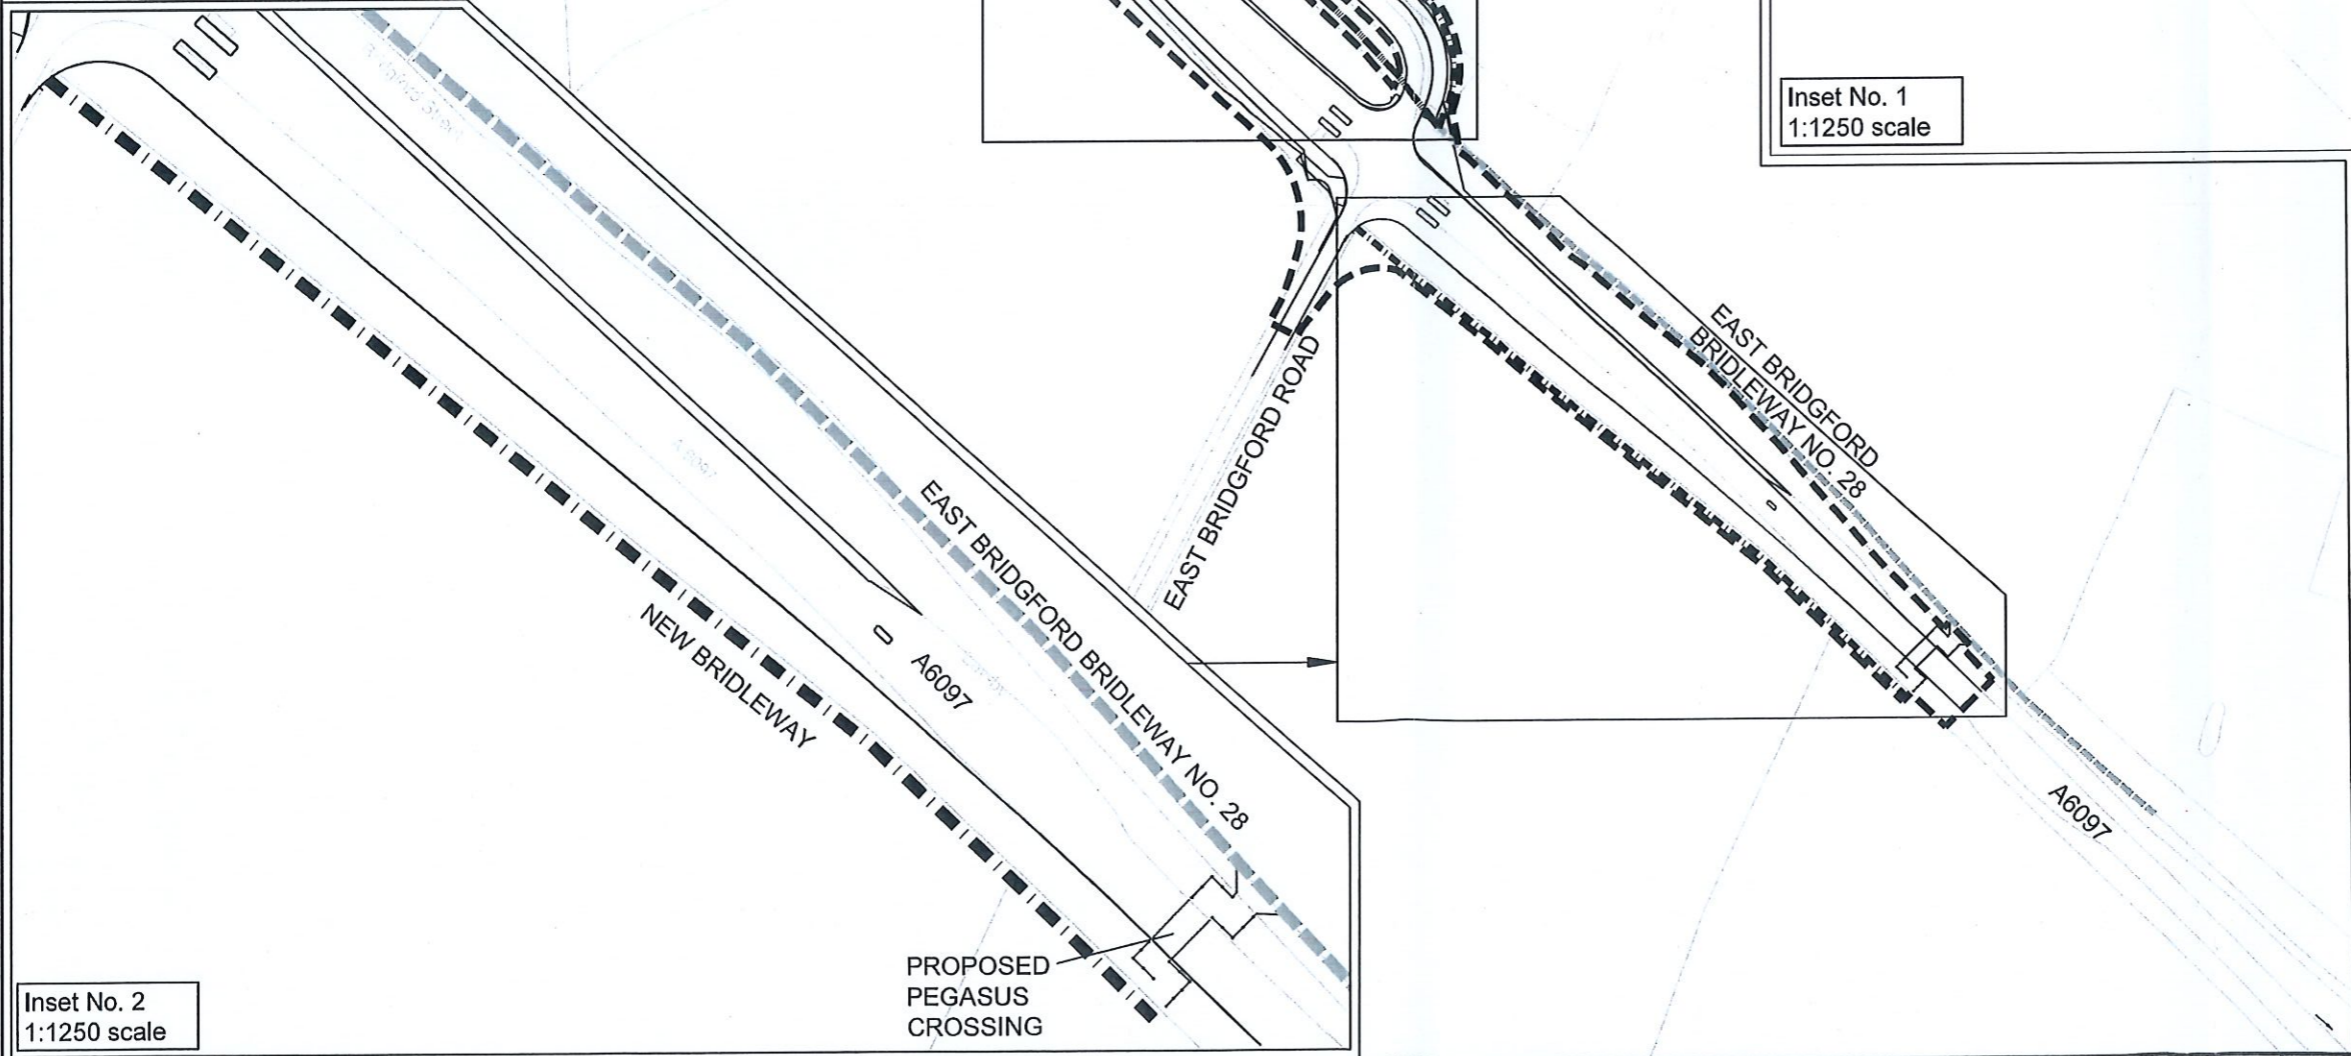 Inset No. 1
1:1250 scale
EAST BRIDGFORD
BRIDLEWAY NO. 28
EAST BRIDGFORD ROAD
A6097
EAST BRIDGFORD BRIDLEWAY NO. 28
A6097
A6097
NEW BRIDLEWAY
PROPOSED
PEGASUS
CROSSING
Inset No. 2
1:1250 scale